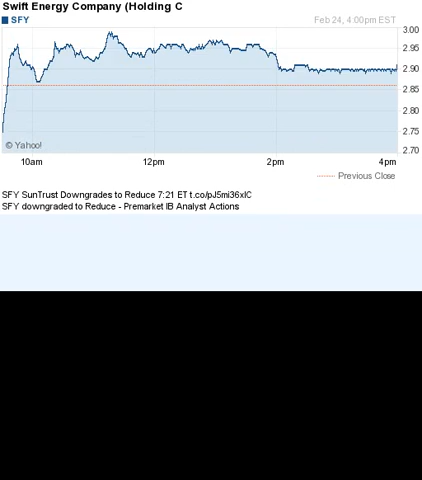 Swift Energy Company (Holding C
SFY
Feb 24, 4:00pm EST
3.00
2.95
2.90
2.85
2.80
2.75
2.70
© Yahoo!
10am 12pm 2pm 4pm
Previous Close
SFY SunTrust Downgrades to Reduce 7:21 ET t.co/pJ5mi36xIC
SFY downgraded to Reduce - Premarket IB Analyst Actions